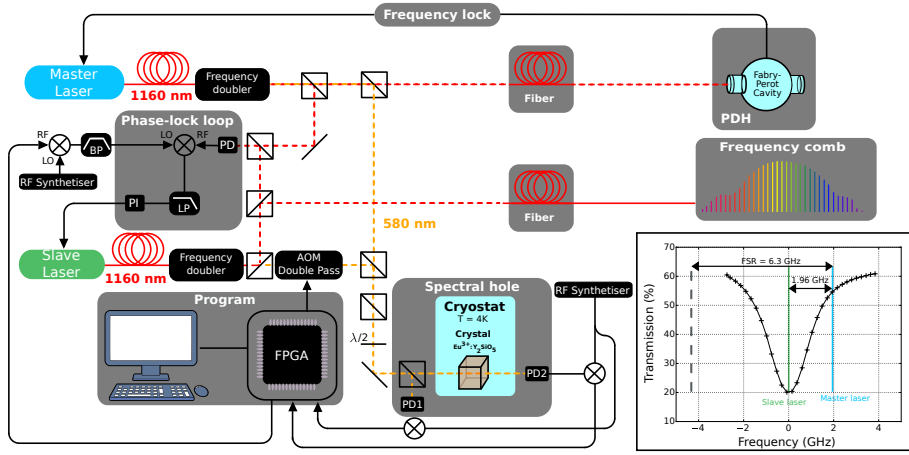 Frequency lock
Master
Laser
1160 nm
Frequency
doubler
Fiber
Fabry-
Perot
Cavity
PDH
Phase-lock loop
RF
LO
BP
LO
RF
PD
RF Synthetiser
PI
LP
Frequency comb
Fiber
580 nm
Slave
Laser
1160 nm
Frequency
doubler
AOM
Double Pass
Program
FPGA
λ/2
Spectral hole
Cryostat
T = 4K
Crystal
Eu³⁺:Y₂SiO₅
PD1
PD2
RF Synthetiser
Transmission (%)
70
60
50
40
30
20
10
FSR = 6.3 GHz
1.96 GHz
Slave laser
Master laser
−4
−2
0
2
4
Frequency (GHz)